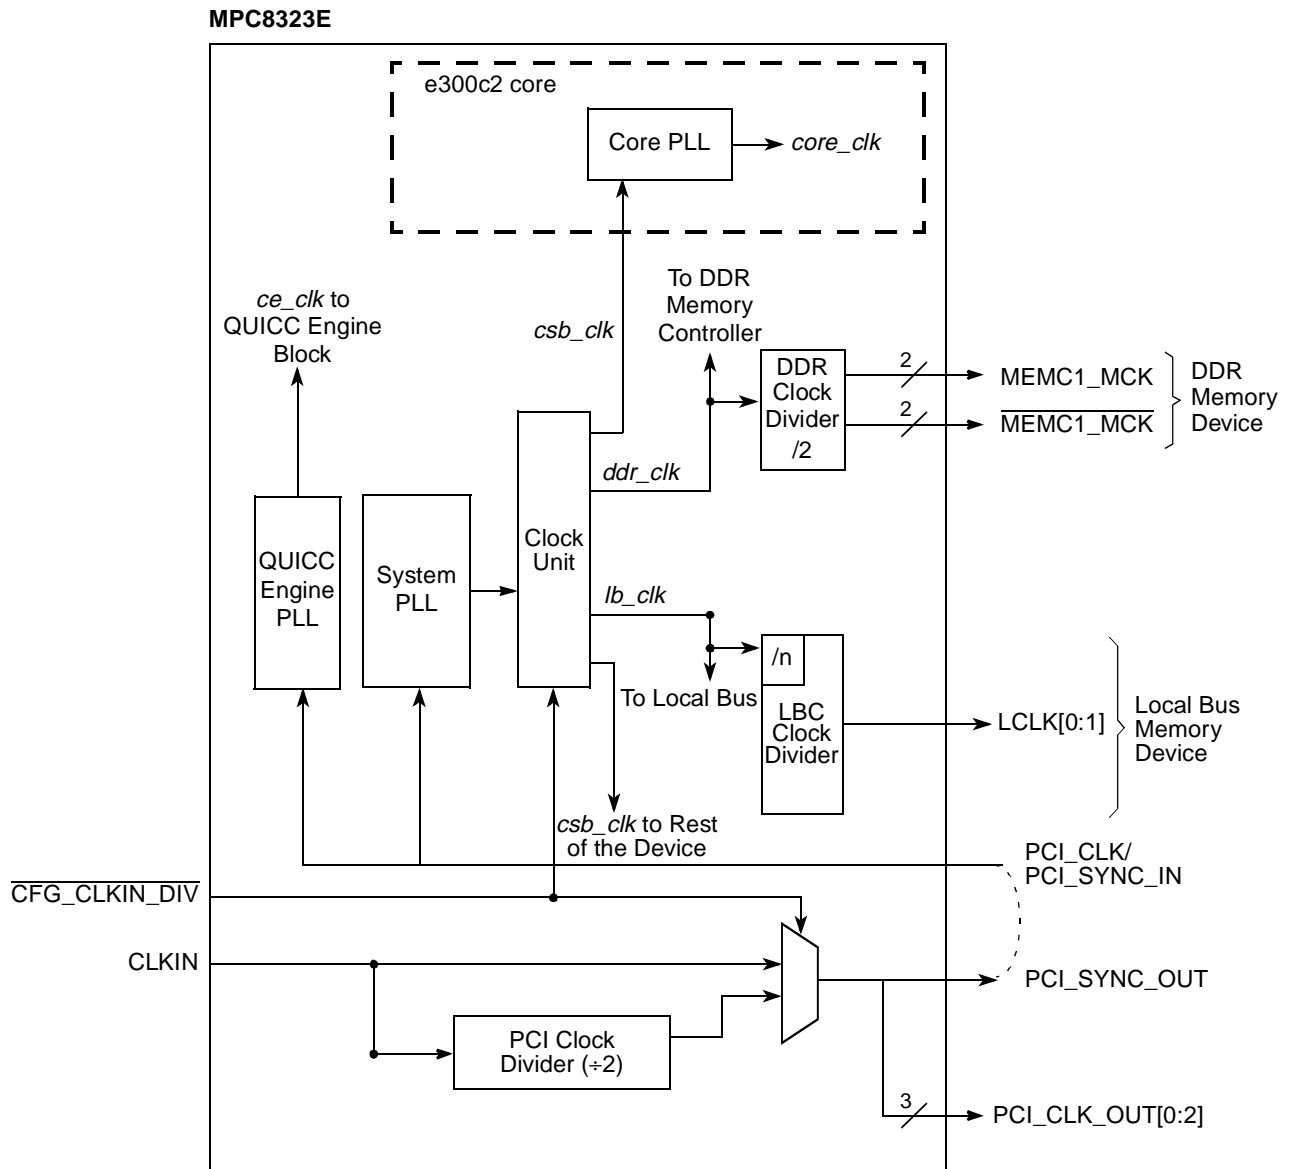 MPC8323E
e300c2 core
Core PLL
core_clk
To DDR
Memory
Controller
ce_clk to
QUICC Engine
Block
csb_clk
DDR
Clock
Divider
/2
2
2
MEMC1_MCK
MEMC1_MCK
DDR
Memory
Device
ddr_clk
QUICC
Engine
PLL
System
PLL
Clock
Unit
lb_clk
To Local Bus
/n
LBC
Clock
Divider
LCLK[0:1]
Local Bus
Memory
Device
csb_clk to Rest
of the Device
PCI_CLK/
PCI_SYNC_IN
CFG_CLKIN_DIV
CLKIN
PCI_SYNC_OUT
PCI Clock
Divider (÷2)
3
PCI_CLK_OUT[0:2]